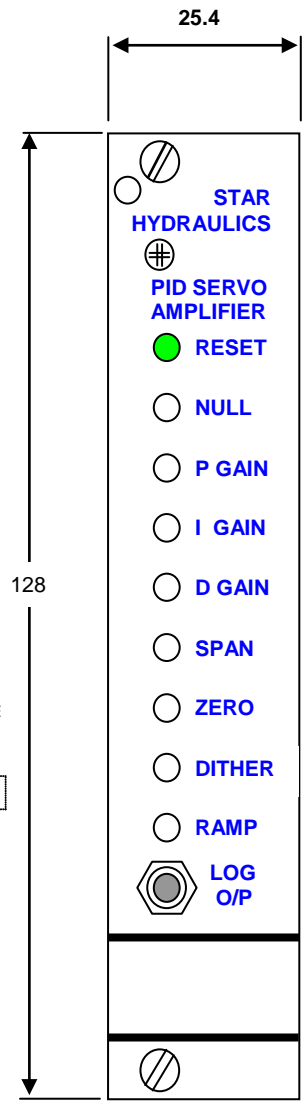 25.4
STAR
HYDRAULICS
PID SERVO
AMPLIFIER
RESET
NULL
P GAIN
I GAIN
D GAIN
128
SPAN
ZERO
DITHER
RAMP
LOG
O/P